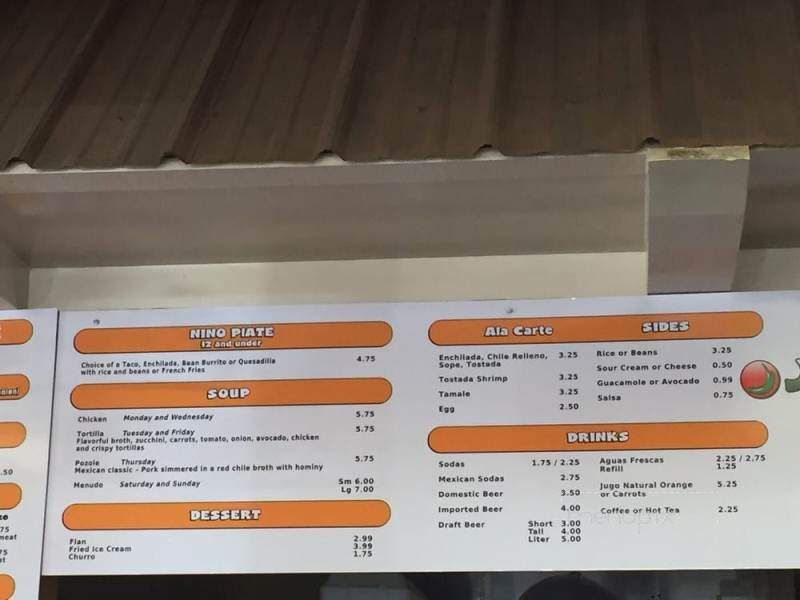 NINO PLATE
12 and under
Choice of a Taco, Enchilada, Bean Burrito or Quesadilla 4.75
with rice and beans or French Fries
SOUP
Chicken Monday and Wednesday 5.75
Tortilla Tuesday and Friday 5.75
Flavorful broth, zucchini, carrots, tomato, onion, avocado, chicken
and crispy tortillas
Pozole Thursday 5.75
Mexican classic - Pork simmered in a red chile broth with hominy
Menudo Saturday and Sunday Sm 6.00
Lg 7.00
DESSERT
Flan 2.99
Fried Ice Cream 3.99
Churro 1.75
Ala Carte
Enchilada, Chile Relleno, 3.25
Sope, Tostada
Tostada Shrimp 3.25
Tamale 3.25
Egg 2.50
SIDES
Rice or Beans 3.25
Sour Cream or Cheese 0.50
Guacamole or Avocado 0.99
Salsa 0.75
DRINKS
Sodas 1.75 / 2.25
Mexican Sodas 2.75
Domestic Beer 3.50
Imported Beer 4.00
Draft Beer Short 3.00
Tall 4.00
Liter 5.00
Aguas Frescas 2.25 / 2.75
Refill 1.25
Jugo Natural Orange 5.25
or Carrots
Coffee or Hot Tea 2.25
menupix
.50
75
meat
75